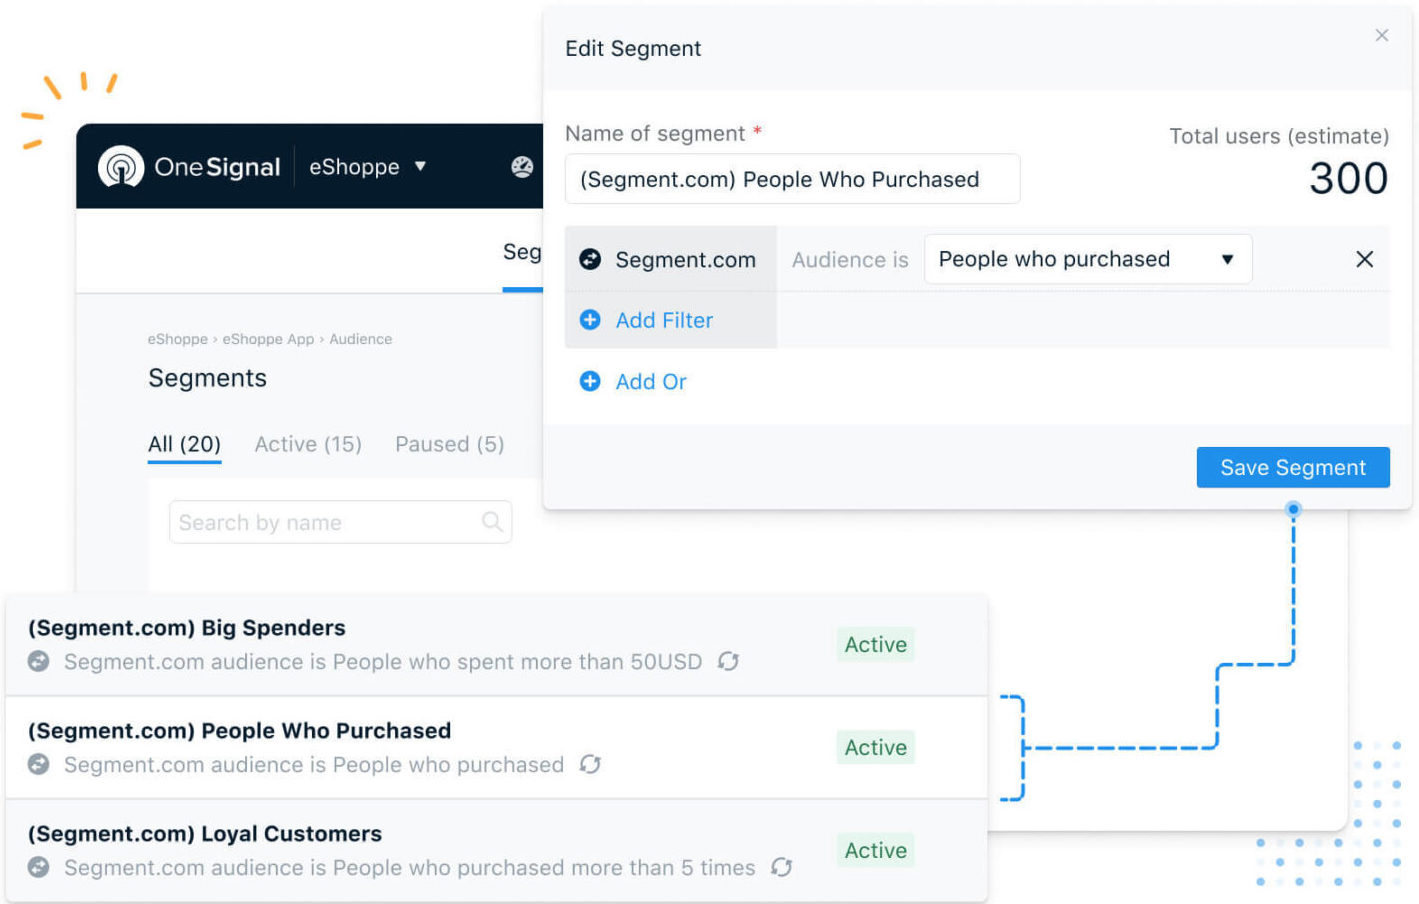 Edit Segment
Name of segment *
Total users (estimate)
300
(Segment.com) People Who Purchased
Segment.com Audience is People who purchased
Add Filter
Add Or
Save Segment
OneSignal eShoppe
Seg
eShoppe › eShoppe App › Audience
Segments
All (20) Active (15) Paused (5)
Search by name
(Segment.com) Big Spenders
Segment.com audience is People who spent more than 50USD
Active
(Segment.com) People Who Purchased
Segment.com audience is People who purchased
Active
(Segment.com) Loyal Customers
Segment.com audience is People who purchased more than 5 times
Active